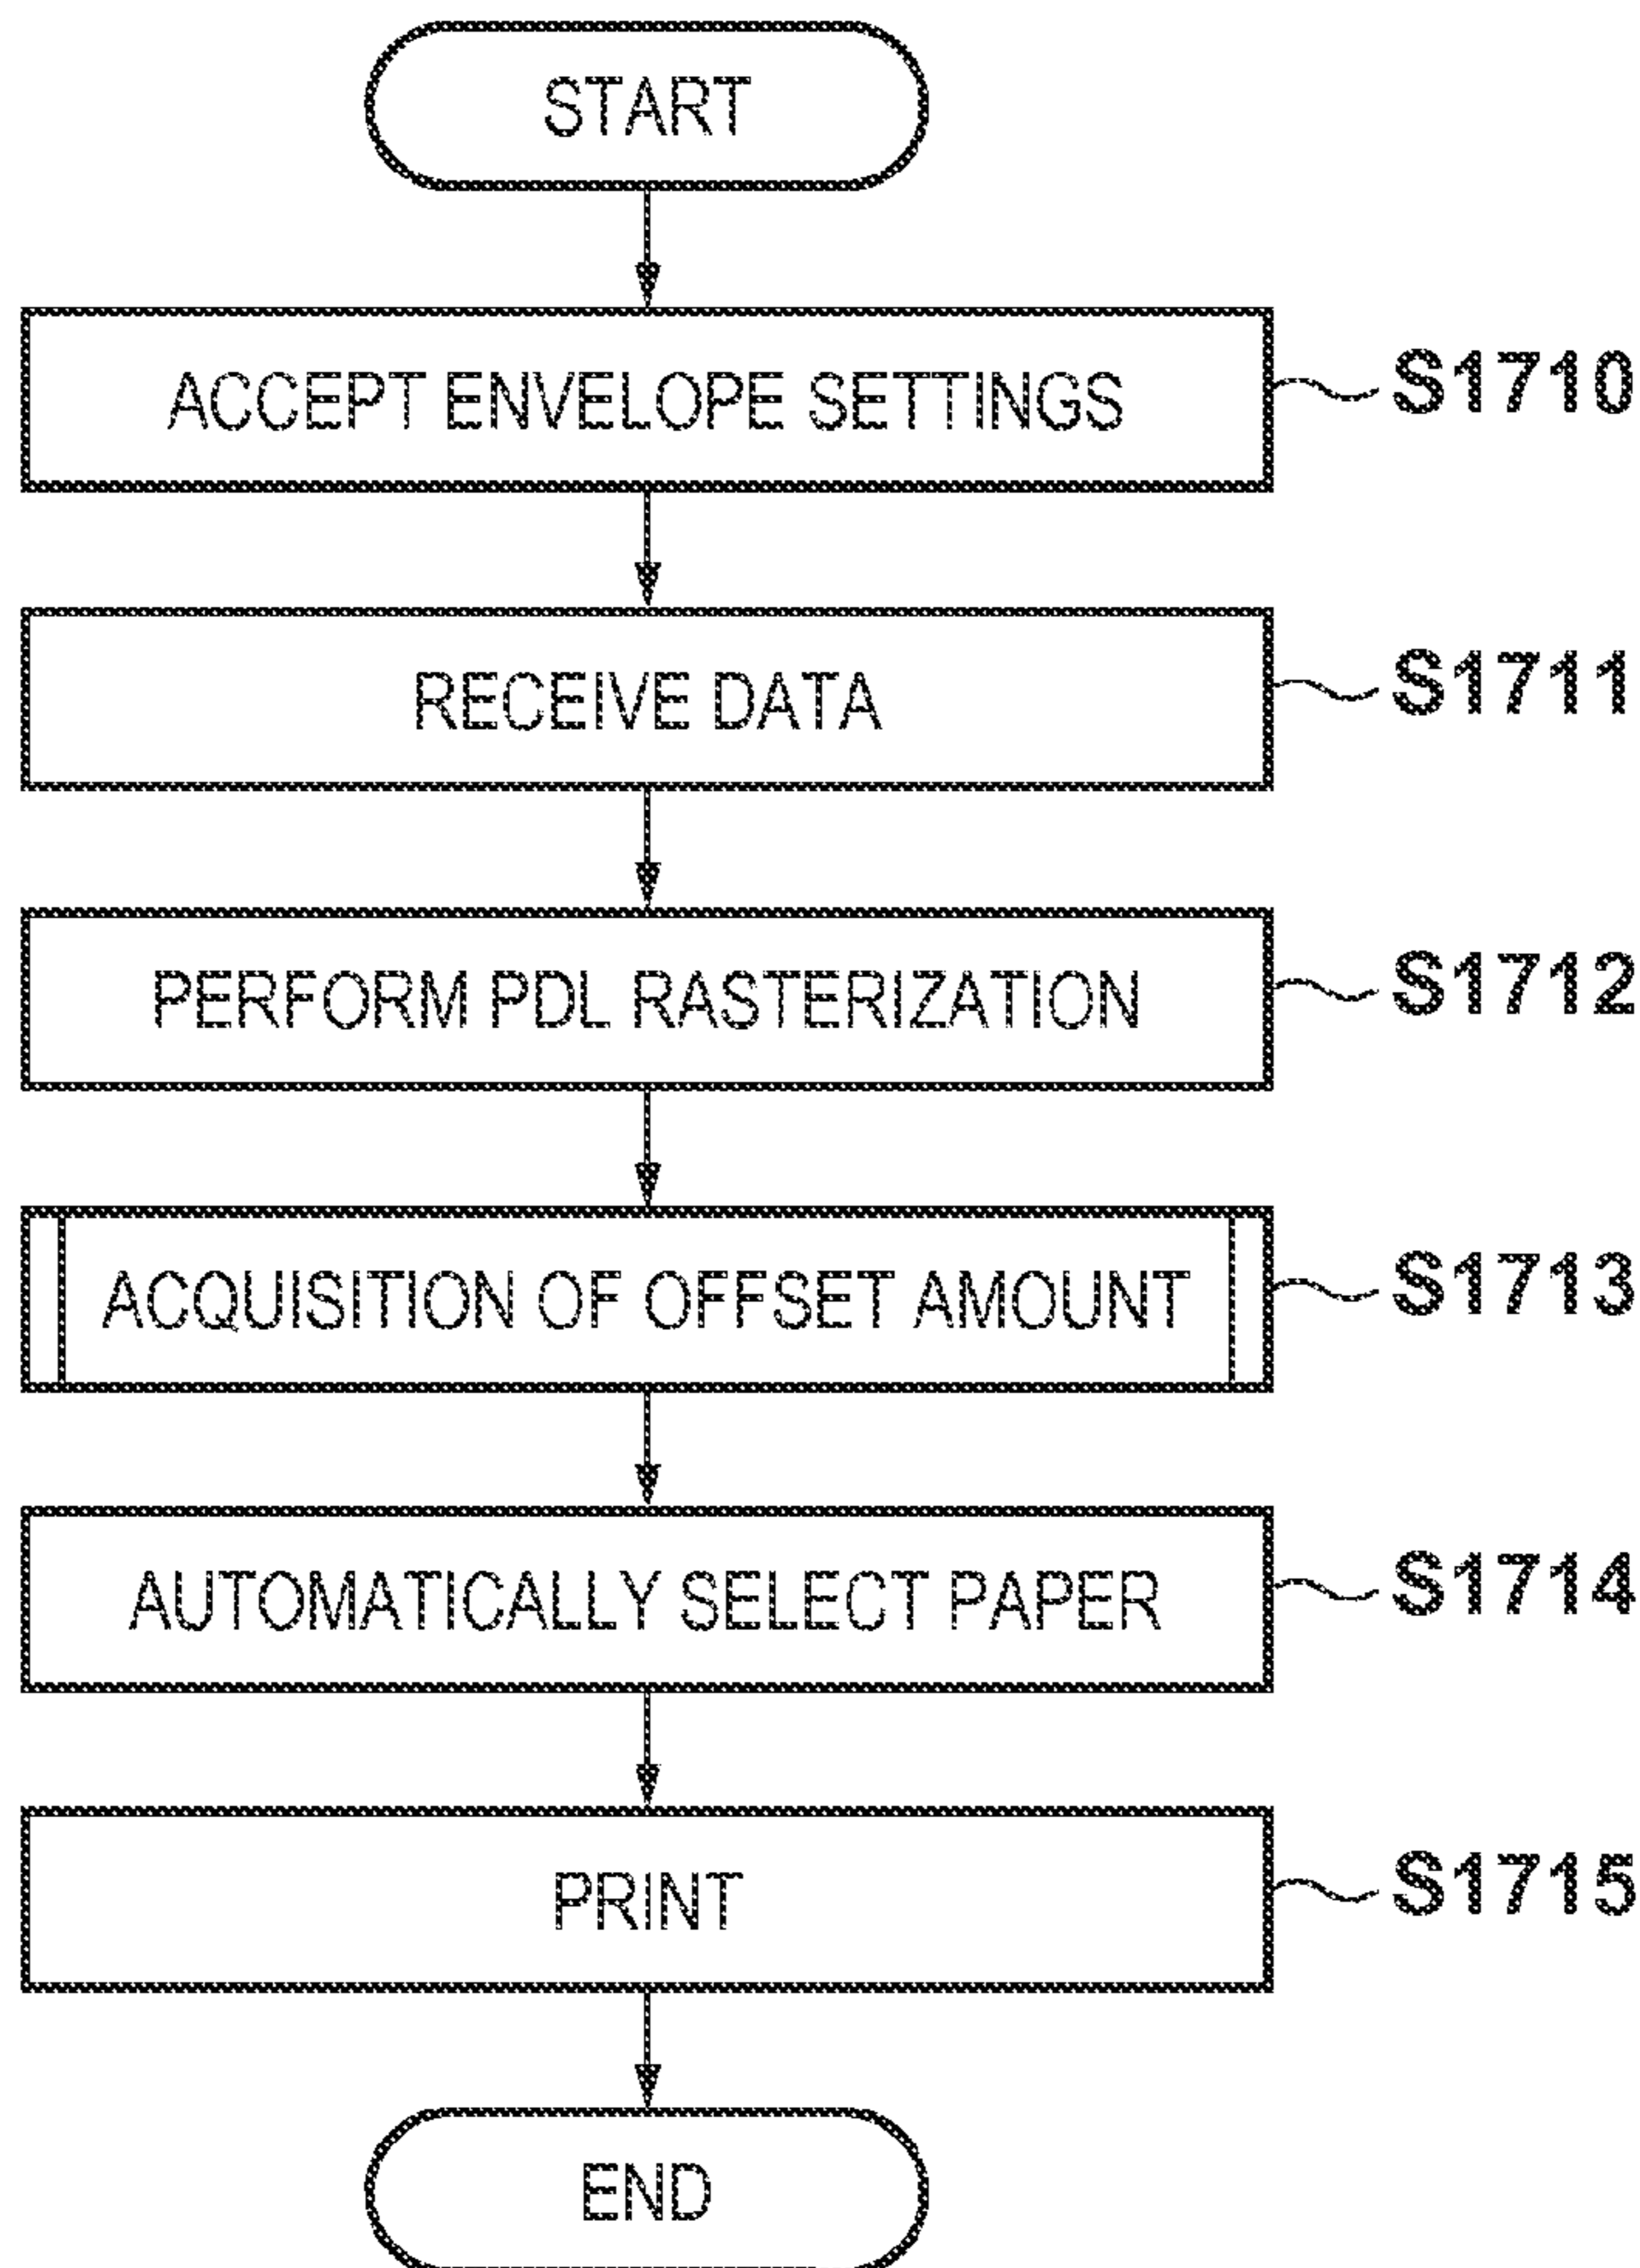 START
ACCEPT ENVELOPE SETTINGS
S1710
RECEIVE DATA
S1711
PERFORM PDL RASTERIZATION
S1712
ACQUISITION OF OFFSET AMOUNT
S1713
AUTOMATICALLY SELECT PAPER
S1714
PRINT
S1715
END